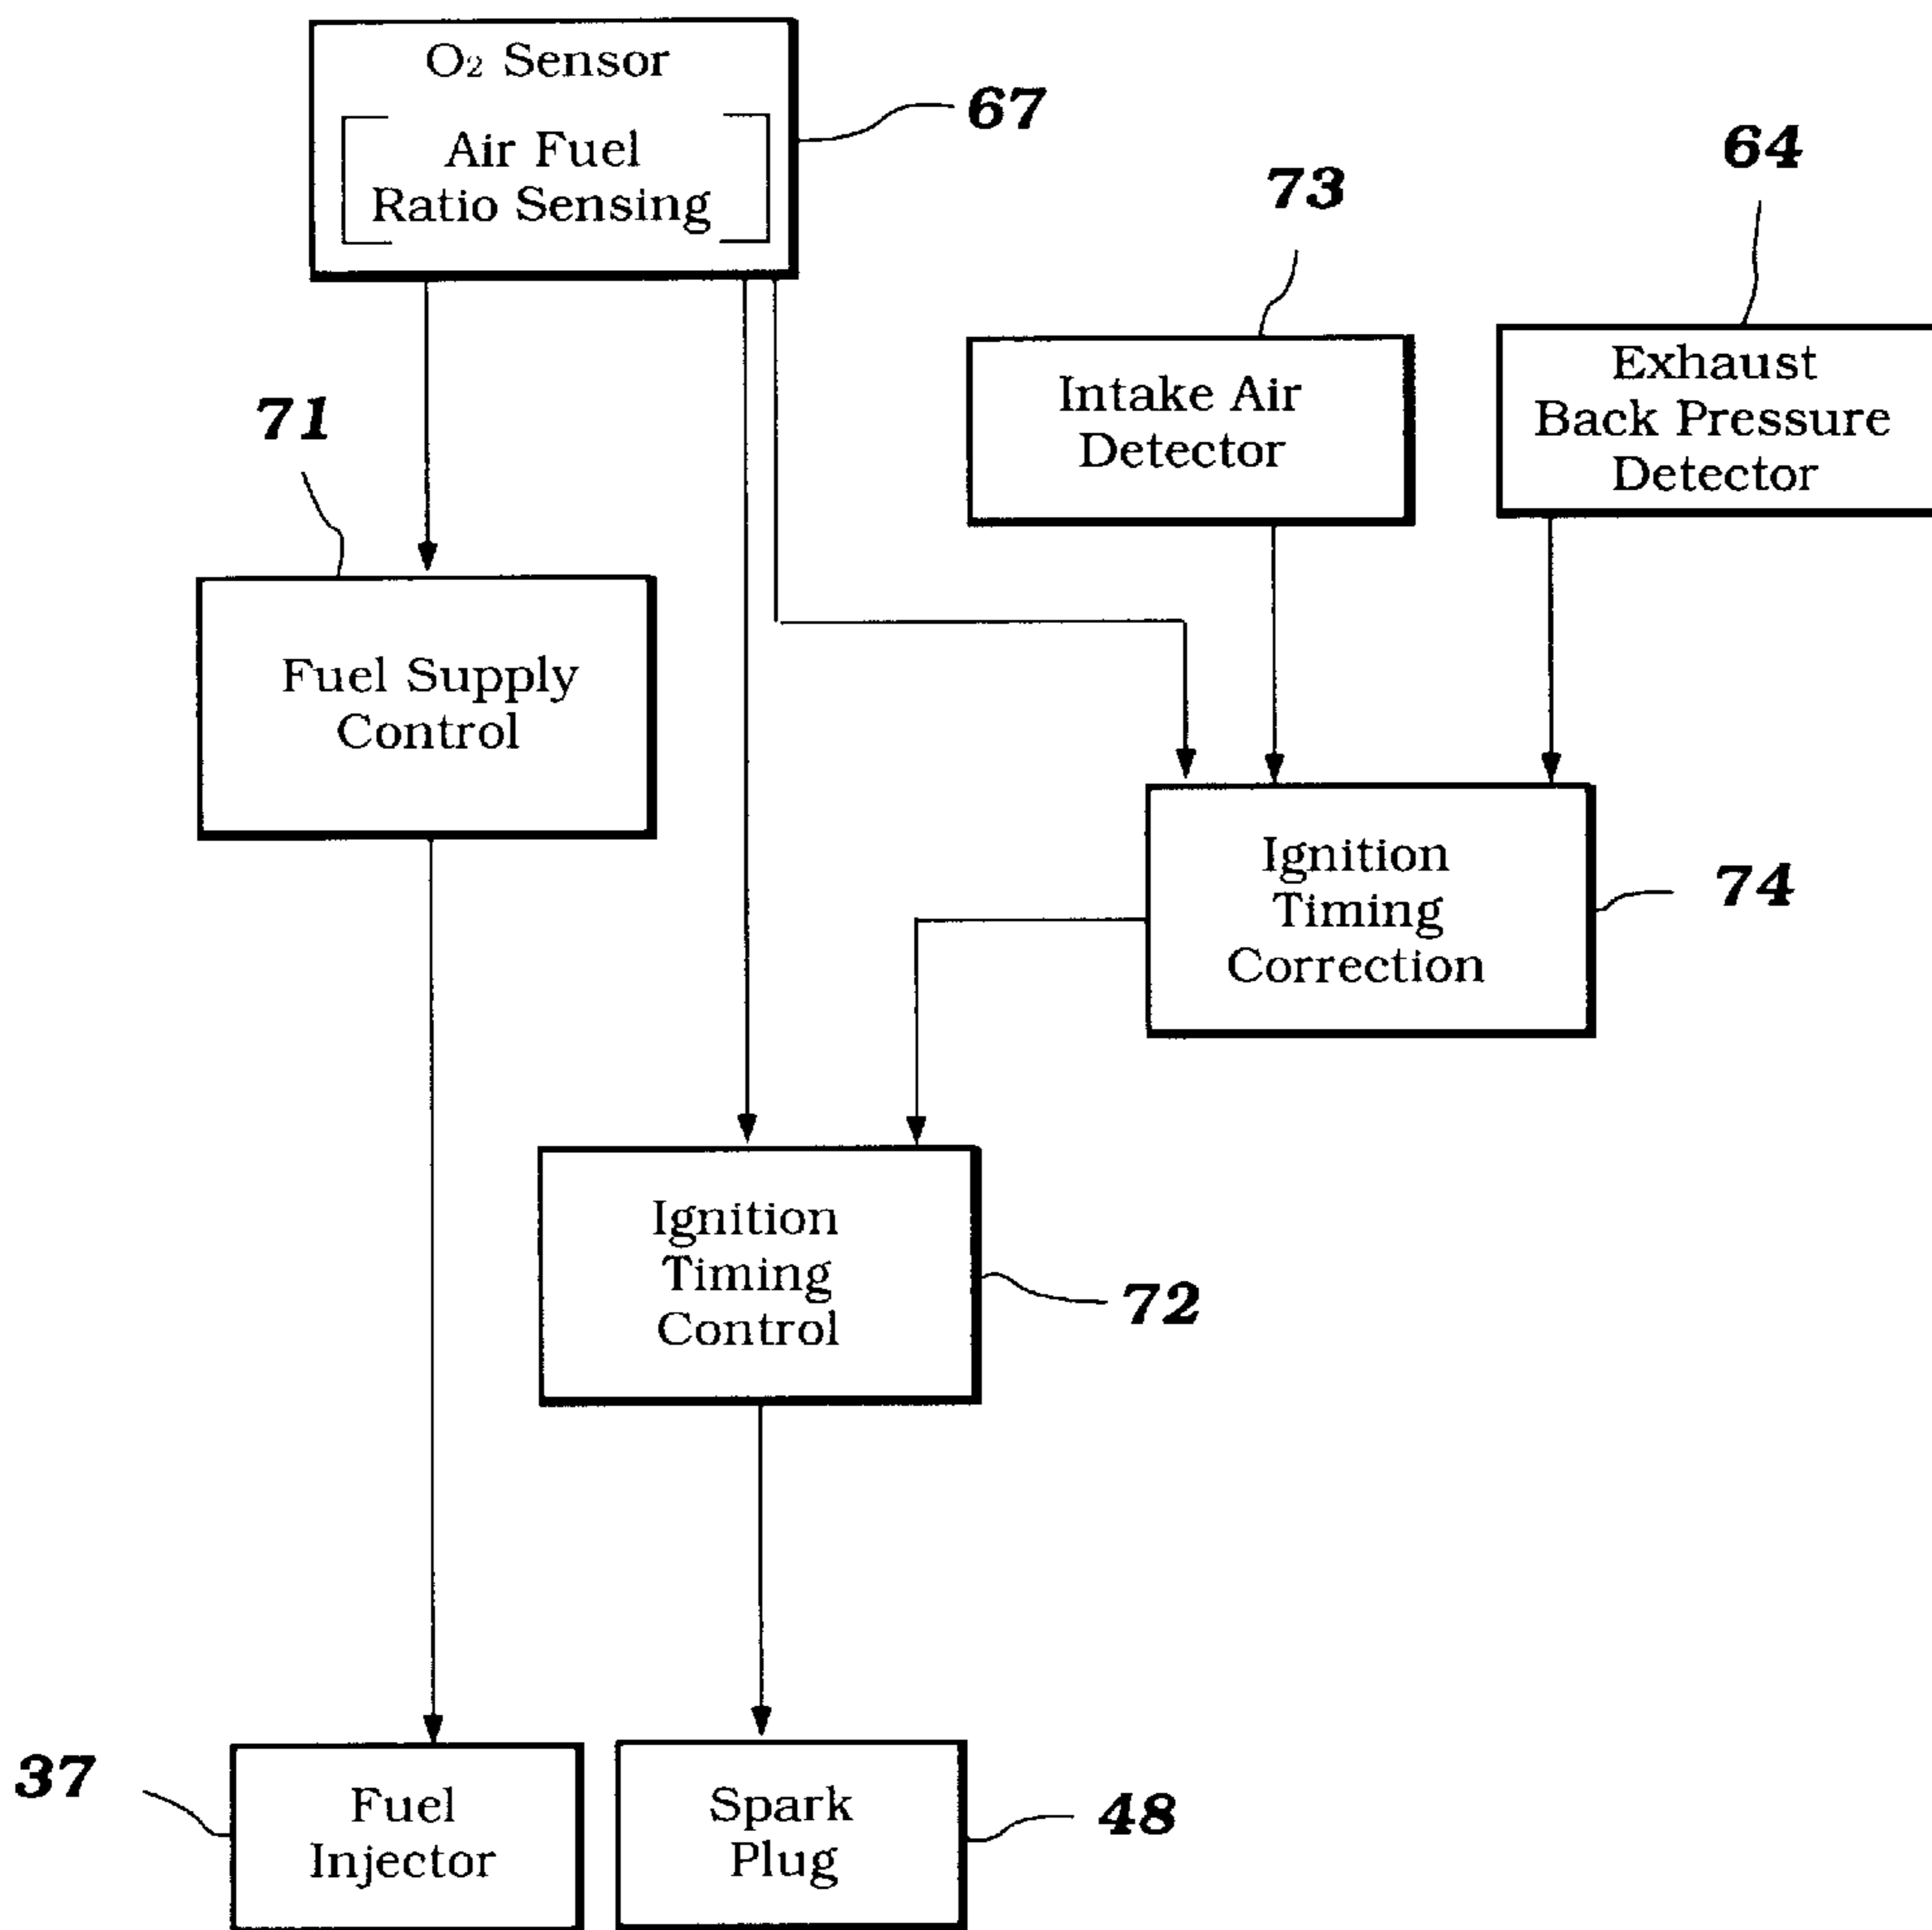 O₂ Sensor
Air Fuel
Ratio Sensing
67
73
64
Intake Air
Detector
Exhaust
Back Pressure
Detector
71
Fuel Supply
Control
Ignition
Timing
Correction
74
Ignition
Timing
Control
72
37
Fuel
Injector
Spark
Plug
48